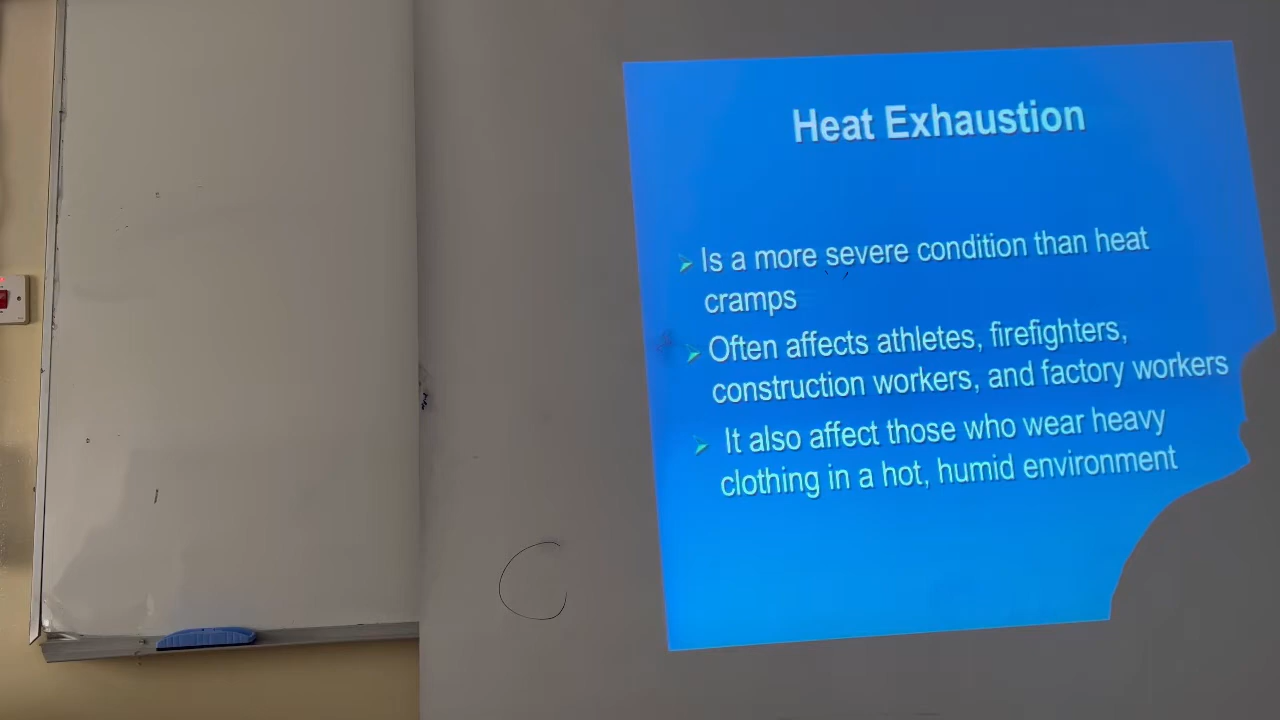 Heat Exhaustion
Is a more severe condition than heat
cramps
Often affects athletes, firefighters,
construction workers, and factory workers
It also affect those who wear heavy
clothing in a hot, humid environment